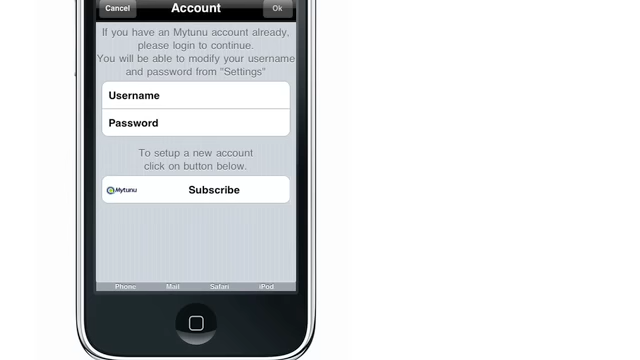 Cancel Account Ok
If you have an Mytunu account already,
please login to continue.
You will be able to modify your username
and password from "Settings"
Username
Password
To setup a new account
click on button below.
Mytunu Subscribe
Phone Mail Safari iPod